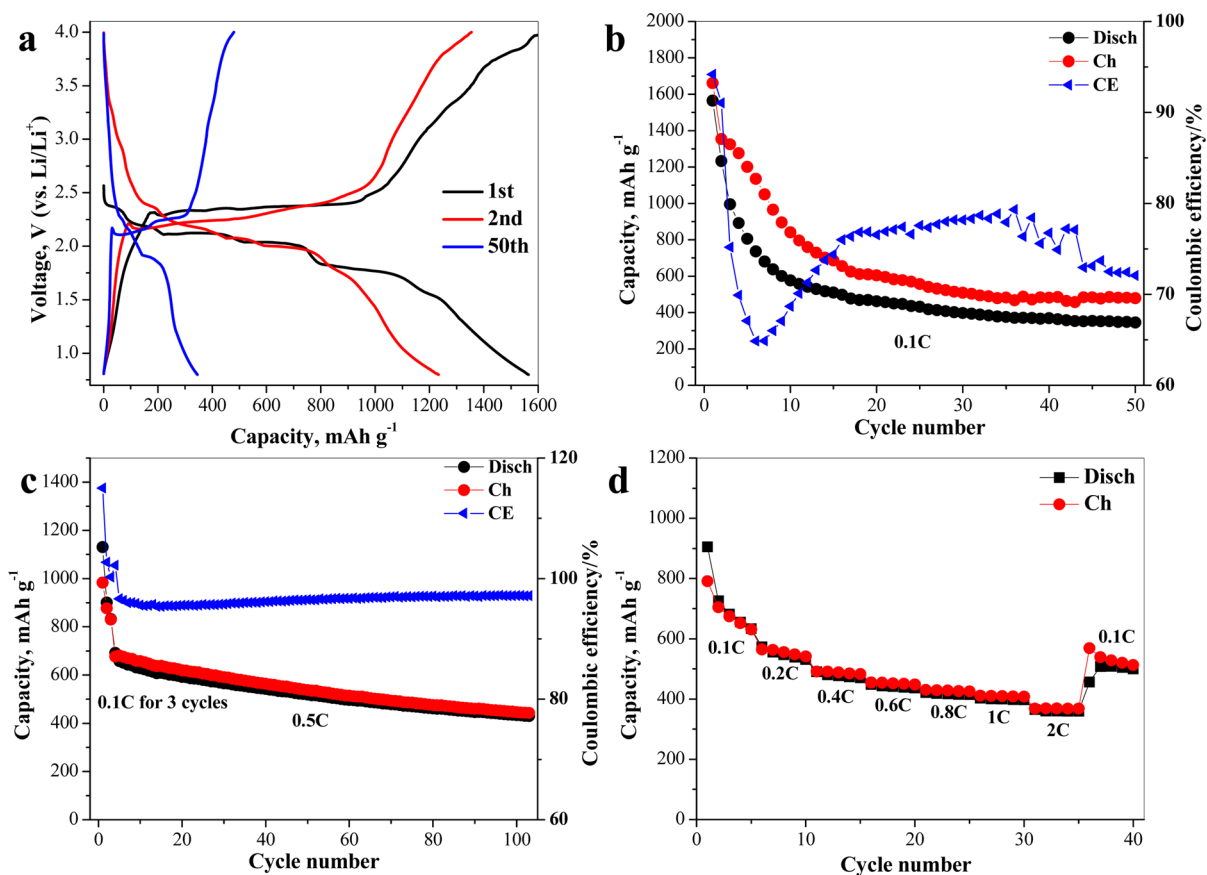 a
4.0
3.5
3.0
2.5
2.0
1.5
1.0
Voltage, V (vs. Li/Li⁺)
1st
2nd
50th
0 200 400 600 800 1000 1200 1400 1600
Capacity, mAh g⁻¹
b
2000
1800
1600
1400
1200
1000
800
600
400
200
0
Capacity, mAh g⁻¹
Disch
Ch
CE
0.1C
100
90
80
70
60
Coulombic efficiency/%
0 10 20 30 40 50
Cycle number
c
1400
1200
1000
800
600
400
200
0
Capacity, mAh g⁻¹
Disch
Ch
CE
0.1C for 3 cycles
0.5C
120
100
80
60
Coulombic efficiency/%
0 20 40 60 80 100
Cycle number
d
1200
1000
800
600
400
200
0
Capacity, mAh g⁻¹
Disch
Ch
0.1C
0.2C
0.4C
0.6C
0.8C
1C
2C
0.1C
0 10 20 30 40
Cycle number